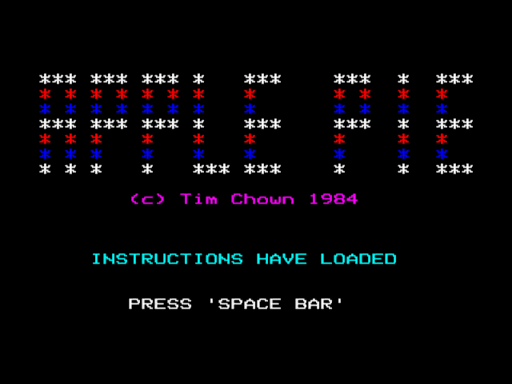 APPLE PIE
(c) Tim Chown 1984
INSTRUCTIONS HAVE LOADED
PRESS 'SPACE BAR'